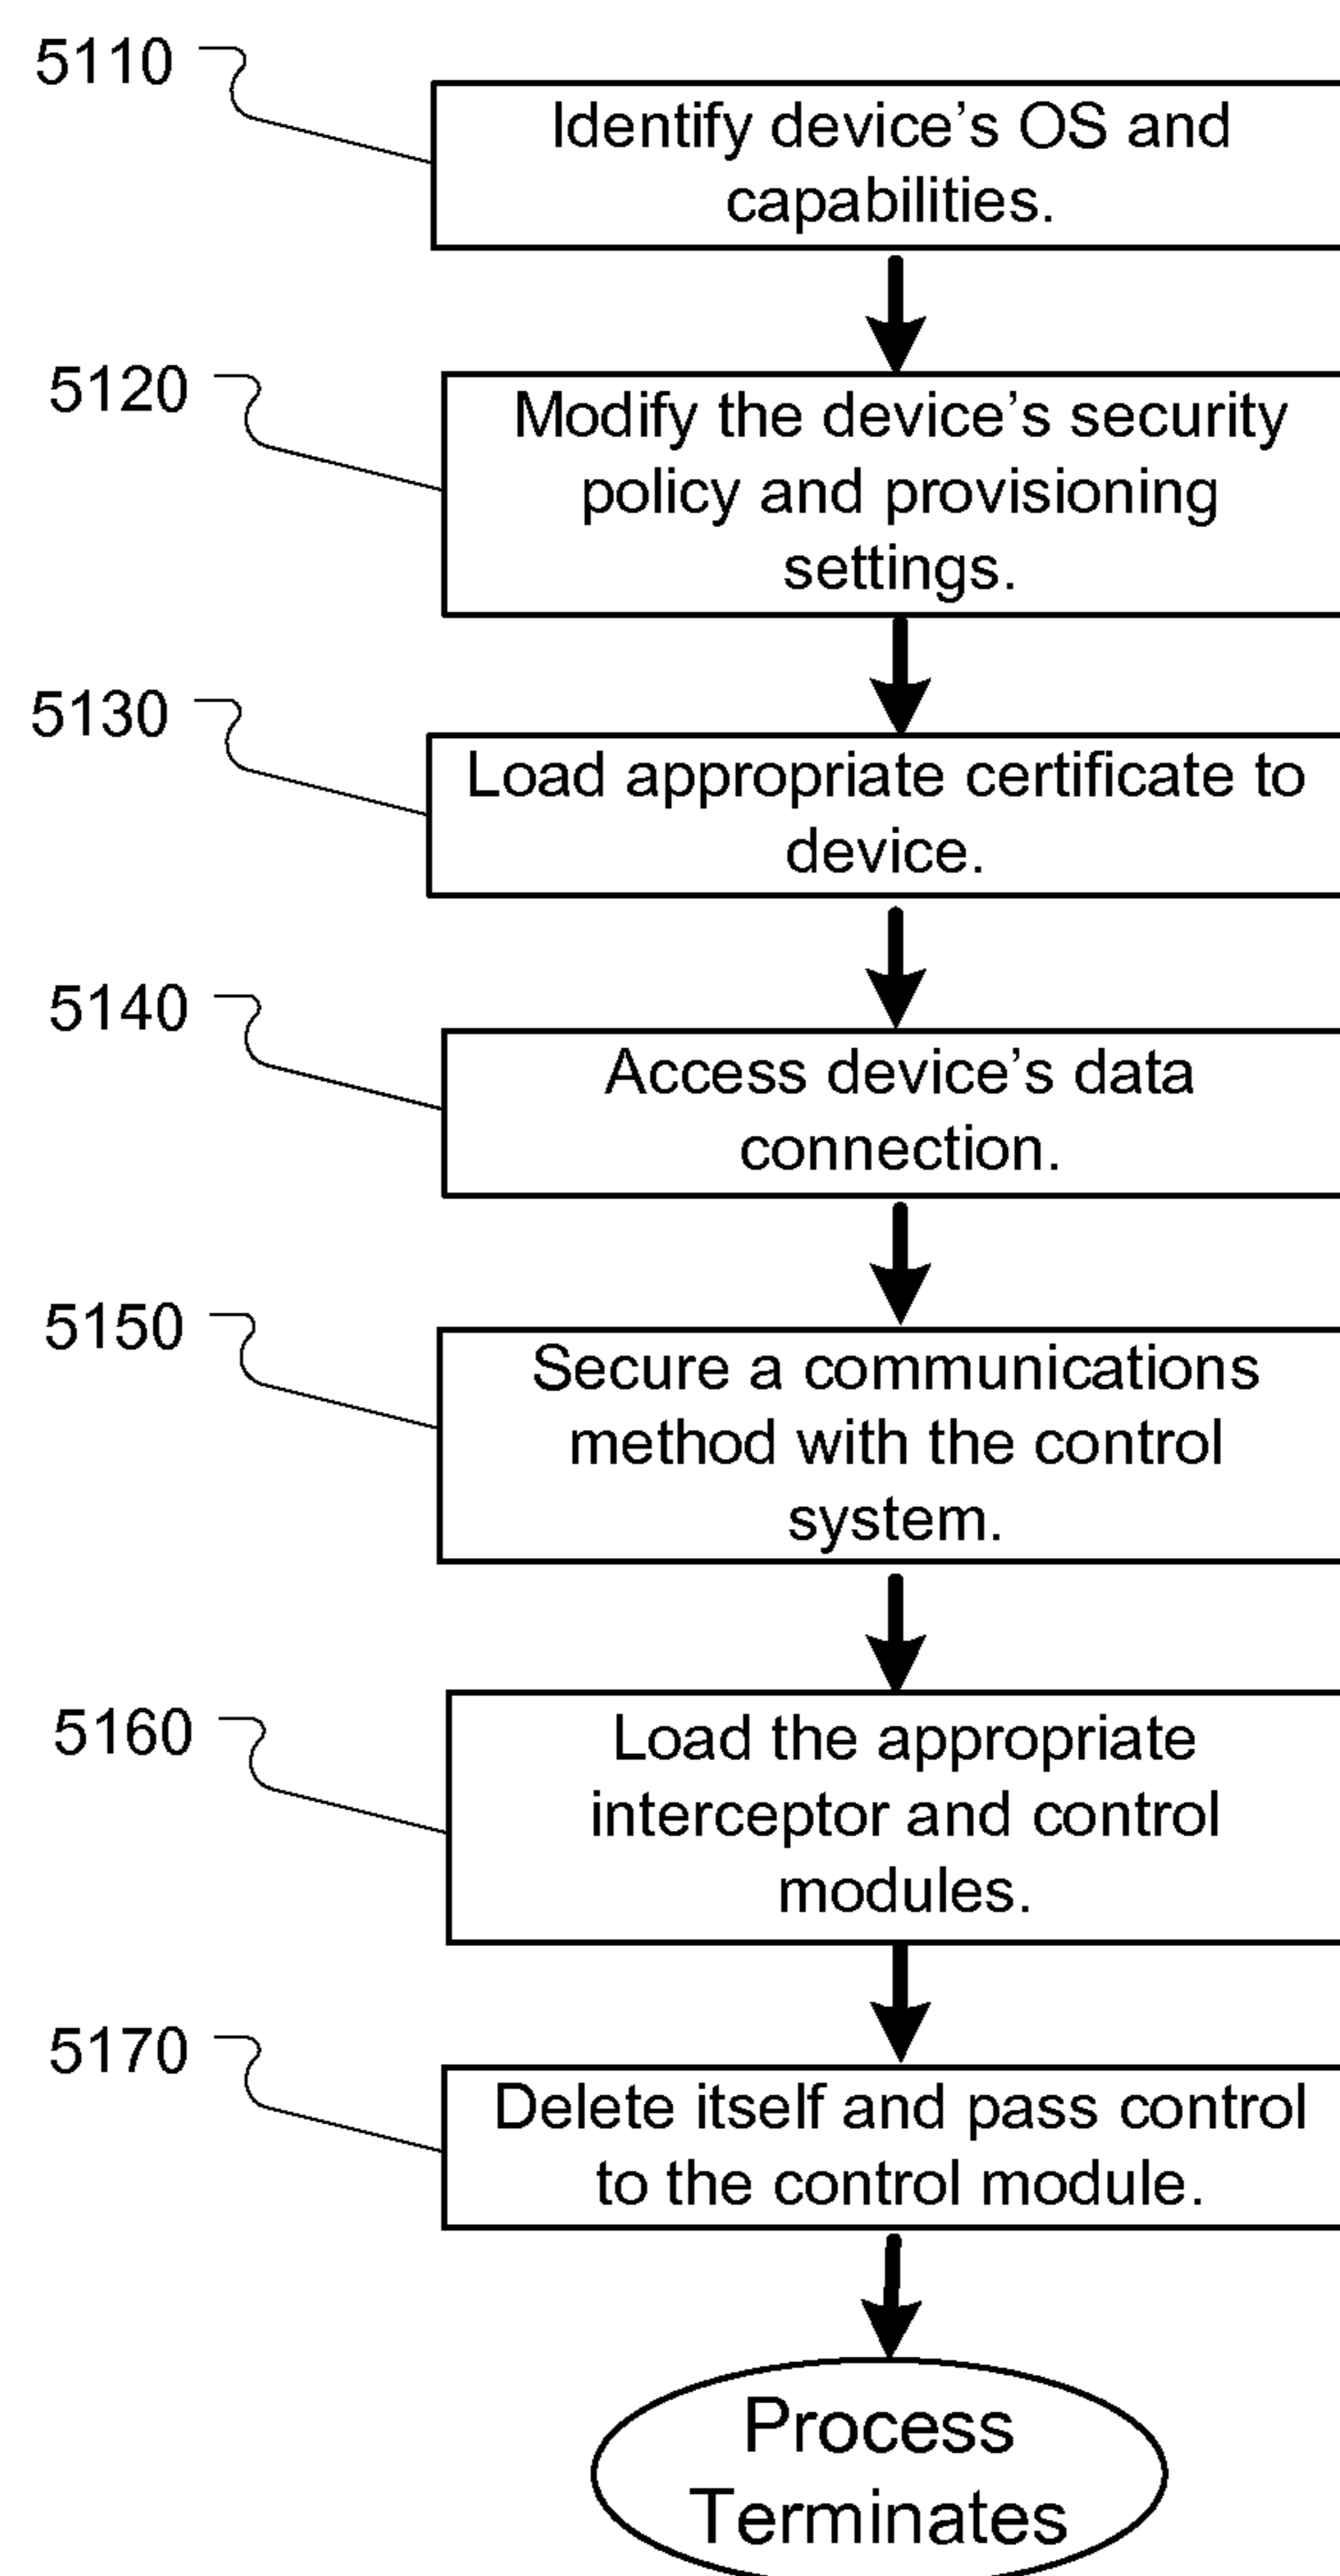 5110
Identify device's OS and
capabilities.
5120
Modify the device's security
policy and provisioning
settings.
5130
Load appropriate certificate to
device.
5140
Access device's data
connection.
5150
Secure a communications
method with the control
system.
5160
Load the appropriate
interceptor and control
modules.
5170
Delete itself and pass control
to the control module.
Process
Terminates